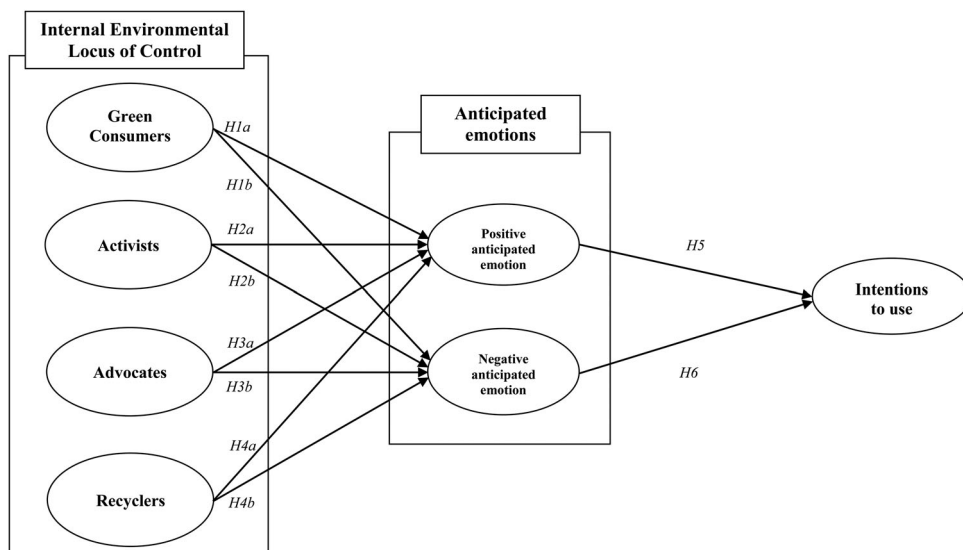 Internal Environmental
Locus of Control
Green
Consumers
H1a
Anticipated
emotions
H1b
Activists
H2a
Positive
anticipated
emotion
H5
H2b
Intentions
to use
H3a
Advocates
H3b
Negative
anticipated
emotion
H6
H4a
Recyclers
H4b